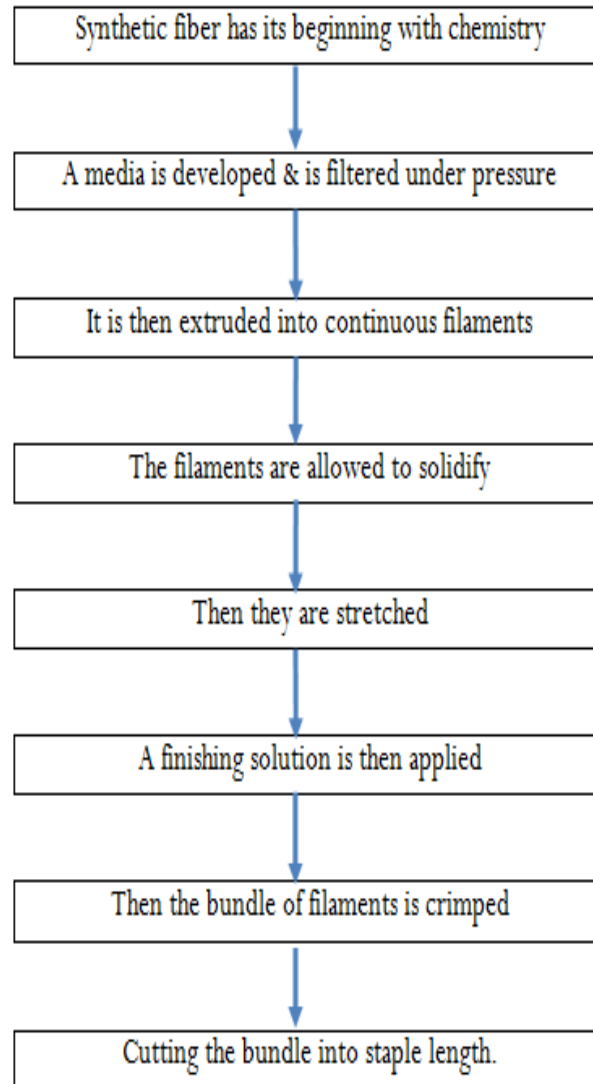 Synthetic fiber has its beginning with chemistry
A media is developed & is filtered under pressure
It is then extruded into continuous filaments
The filaments are allowed to solidify
Then they are stretched
A finishing solution is then applied
Then the bundle of filaments is crimped
Cutting the bundle into staple length.